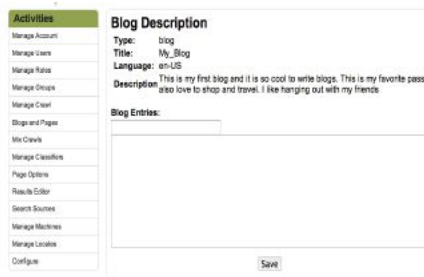 Activities
Manage Account
Manage Users
Manage Roles
Manage Groups
Manage Crawl
Blogs and Pages
Mix Crawls
Manage Classifiers
Page Options
Results Editor
Search Sources
Manage Machines
Manage Locales
Configure
Blog Description
Type: blog
Title: My_Blog
Language: en-US
Description This is my first blog and it is so cool to write blogs. This is my favorite pass
also love to shop and travel. I like hanging out with my friends
Blog Entries:
Save